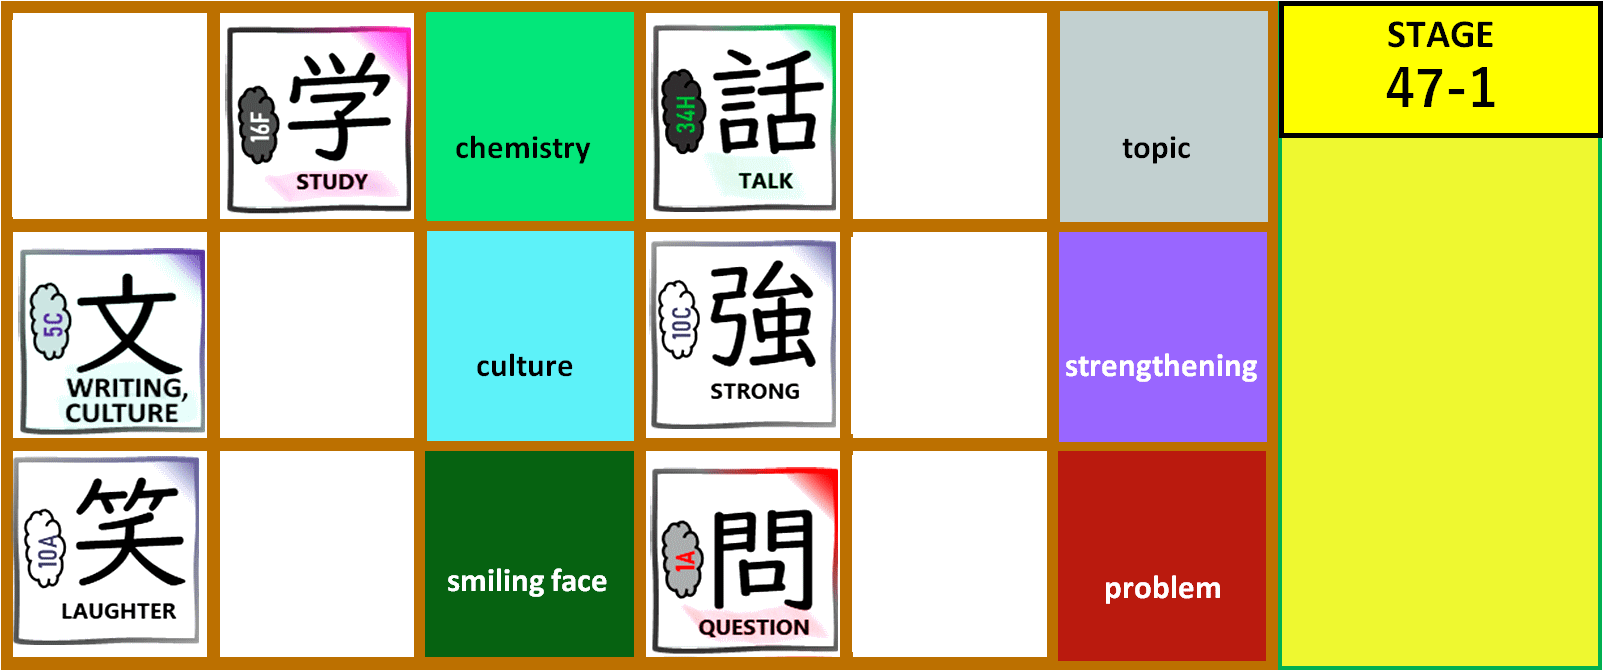 学
16F
STUDY
chemistry
話
34H
TALK
topic
STAGE
47-1
文
5C
WRITING,
CULTURE
culture
強
10C
STRONG
strengthening
笑
10A
LAUGHTER
smiling face
問
1A
QUESTION
problem